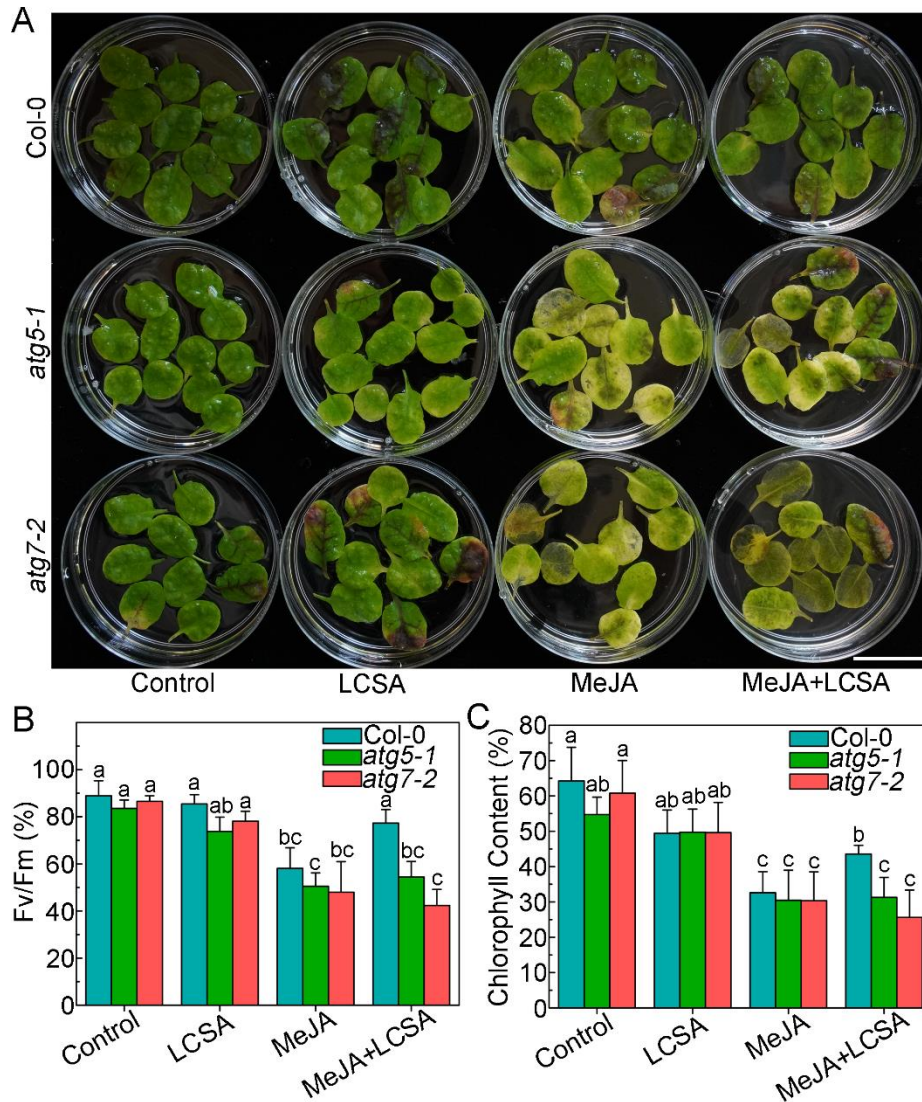 A
Col-0
atg5-1
atg7-2
Control LCSA MeJA MeJA+LCSA
B
Col-0
atg5-1
atg7-2
Fv/Fm (%)
100
80
60
40
20
0
a a a
a ab a
bc c c
a bc c
Control LCSA MeJA MeJA+LCSA
C
Col-0
atg5-1
atg7-2
Chlorophyll Content (%)
80
70
60
50
40
30
20
10
0
a ab a
ab ab ab
c c c
b c c
Control LCSA MeJA MeJA+LCSA